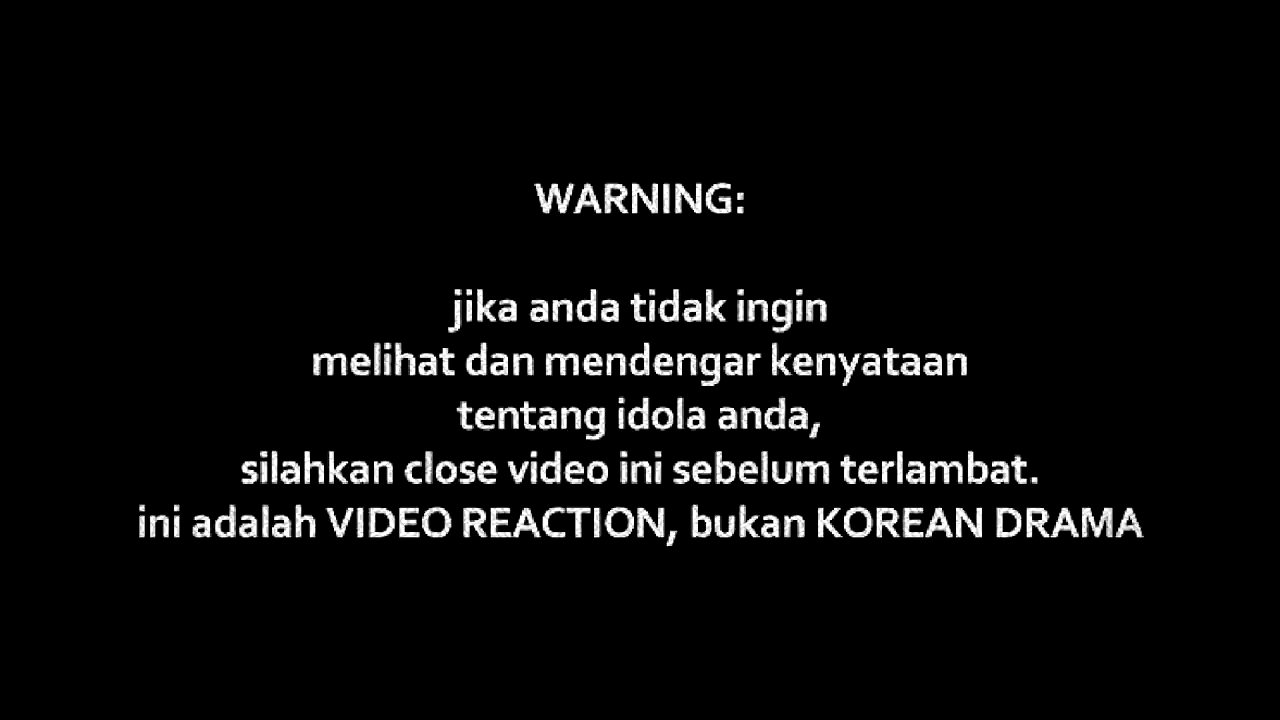 WARNING:
jika anda tidak ingin
melihat dan mendengar kenyataan
tentang idola anda,
silahkan close video ini sebelum terlambat.
ini adalah VIDEO REACTION, bukan KOREAN DRAMA